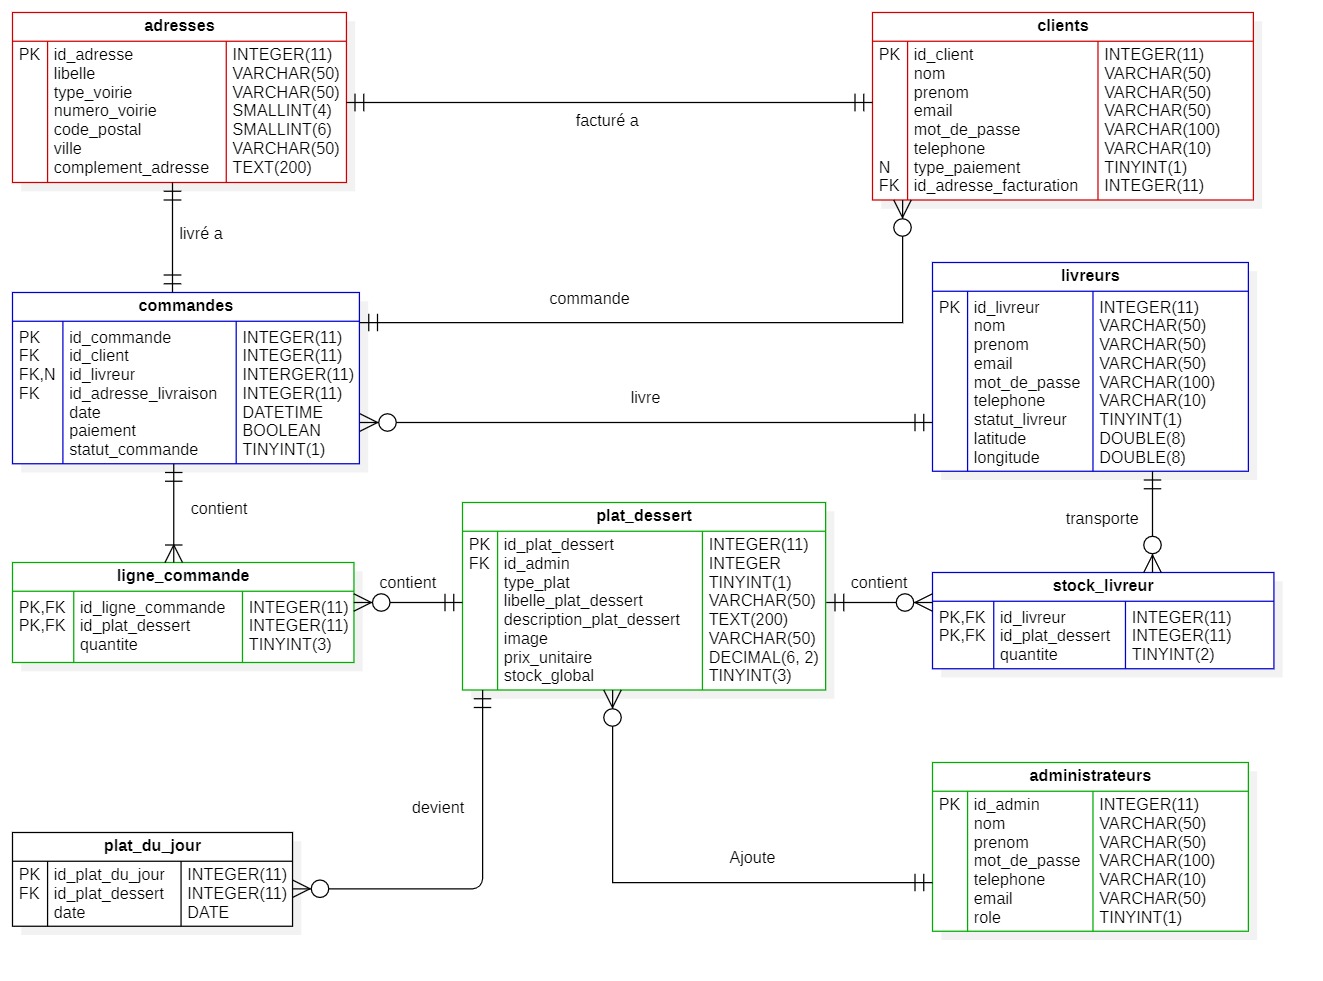 adresses
PK id_adresse INTEGER(11)
libelle VARCHAR(50)
type_voirie VARCHAR(50)
numero_voirie SMALLINT(4)
code_postal SMALLINT(6)
ville VARCHAR(50)
complement_adresse TEXT(200)
facturé a
clients
PK id_client INTEGER(11)
nom VARCHAR(50)
prenom VARCHAR(50)
email VARCHAR(50)
mot_de_passe VARCHAR(100)
telephone VARCHAR(10)
N type_paiement TINYINT(1)
FK id_adresse_facturation INTEGER(11)
livré a
commande
commandes
PK id_commande INTEGER(11)
FK id_client INTEGER(11)
FK,N id_livreur INTERGER(11)
FK id_adresse_livraison INTEGER(11)
date DATETIME
paiement BOOLEAN
statut_commande TINYINT(1)
livre
livreurs
PK id_livreur INTEGER(11)
nom VARCHAR(50)
prenom VARCHAR(50)
email VARCHAR(50)
mot_de_passe VARCHAR(100)
telephone VARCHAR(10)
statut_livreur TINYINT(1)
latitude DOUBLE(8)
longitude DOUBLE(8)
contient
transporte
ligne_commande
PK,FK id_ligne_commande INTEGER(11)
PK,FK id_plat_dessert INTEGER(11)
quantite TINYINT(3)
contient
plat_dessert
PK id_plat_dessert INTEGER(11)
FK id_admin INTEGER
type_plat TINYINT(1)
libelle_plat_dessert VARCHAR(50)
description_plat_dessert TEXT(200)
image VARCHAR(50)
prix_unitaire DECIMAL(6, 2)
stock_global TINYINT(3)
contient
stock_livreur
PK,FK id_livreur INTEGER(11)
PK,FK id_plat_dessert INTEGER(11)
quantite TINYINT(2)
devient
Ajoute
plat_du_jour
PK id_plat_du_jour INTEGER(11)
FK id_plat_dessert INTEGER(11)
date DATE
administrateurs
PK id_admin INTEGER(11)
nom VARCHAR(50)
prenom VARCHAR(50)
mot_de_passe VARCHAR(100)
telephone VARCHAR(10)
email VARCHAR(50)
role TINYINT(1)